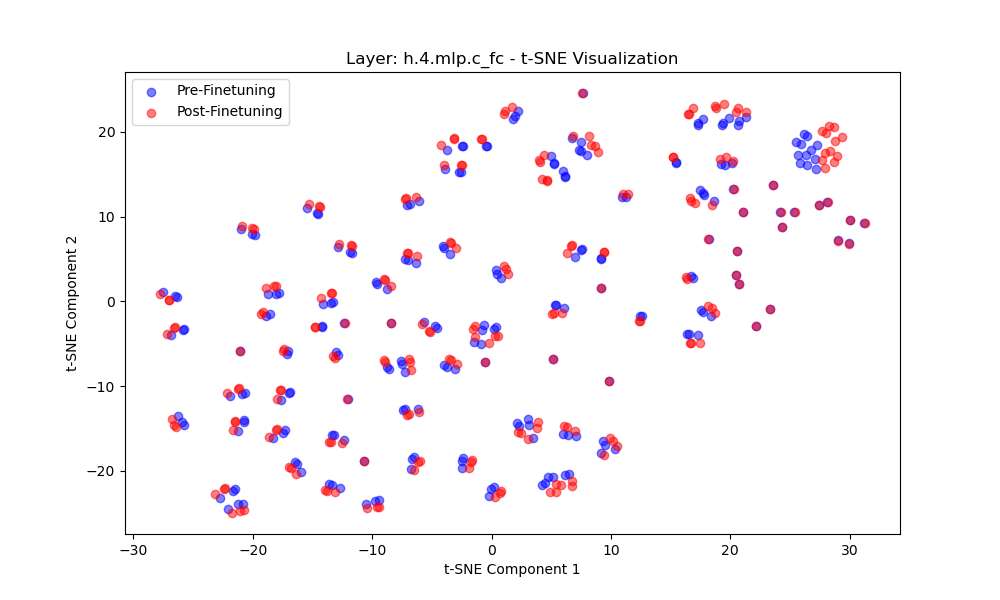 Layer: h.4.mlp.c_fc - t-SNE Visualization
Pre-Finetuning
Post-Finetuning
t-SNE Component 2
20
10
0
−10
−20
−30
−20
−10
0
10
20
30
t-SNE Component 1